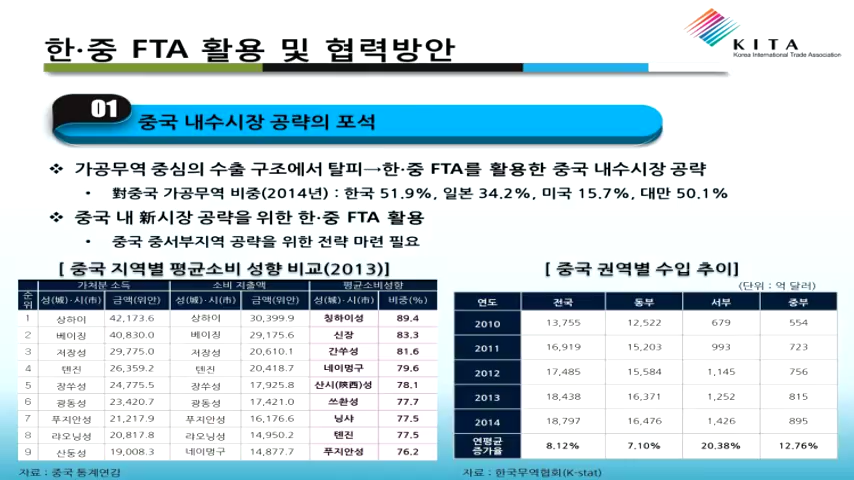 한·중 FTA 활용 및 협력방안
KITA
Korea International Trade Association
01
중국 내수시장 공략의 포석
❖ 가공무역 중심의 수출 구조에서 탈피→한·중 FTA를 활용한 중국 내수시장 공략
• 對중국 가공무역 비중(2014년) : 한국 51.9%, 일본 34.2%, 미국 15.7%, 대만 50.1%
❖ 중국 내 新시장 공략을 위한 한·중 FTA 활용
• 중국 중서부지역 공략을 위한 전략 마련 필요
[ 중국 지역별 평균소비 성향 비교(2013)]
순위 가처분 소득 소비 지출액 평균소비성향
성(城)·시(市) 금액(위안) 성(城)·시(市) 금액(위안) 성(城)·시(市) 비중(%)
1 상하이 42,173.6 상하이 30,399.9 칭하이성 89.4
2 베이징 40,830.0 베이징 29,175.6 신장 83.3
3 저장성 29,775.0 저장성 20,610.1 간쑤성 81.6
4 텐진 26,359.2 텐진 20,418.7 네이멍구 79.6
5 장쑤성 24,775.5 장쑤성 17,925.8 산시(陝西)성 78.1
6 광동성 23,420.7 광동성 17,421.0 쓰촨성 77.7
7 푸지안성 21,217.9 푸지안성 16,176.6 닝샤 77.5
8 랴오닝성 20,817.8 랴오닝성 14,950.2 텐진 77.5
9 산둥성 19,008.3 네이멍구 14,877.7 푸지안성 76.2
자료 : 중국 통계연감
[ 중국 권역별 수입 추이]
(단위 : 억 달러)
연도 전국 동부 서부 중부
2010 13,755 12,522 679 554
2011 16,919 15,203 993 723
2012 17,485 15,584 1,145 756
2013 18,438 16,371 1,252 815
2014 18,797 16,476 1,426 895
연평균 증가율 8.12% 7.10% 20.38% 12.76%
자료 : 한국무역협회(K-stat)